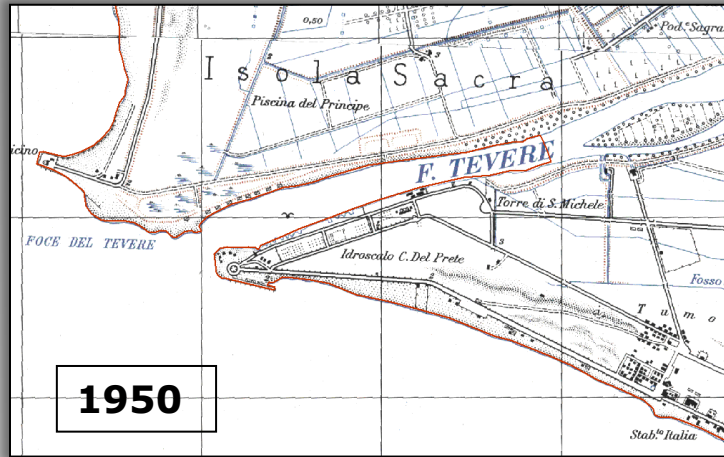 0,50
Pod.e Sagra
Isola Sacra
Piscina del Principe
icino
F. TEVERE
Torre di S. Michele
FOCE DEL TEVERE
Idroscalo C. Del Prete
Fosso
Tumo
1950
Stab.to Italia